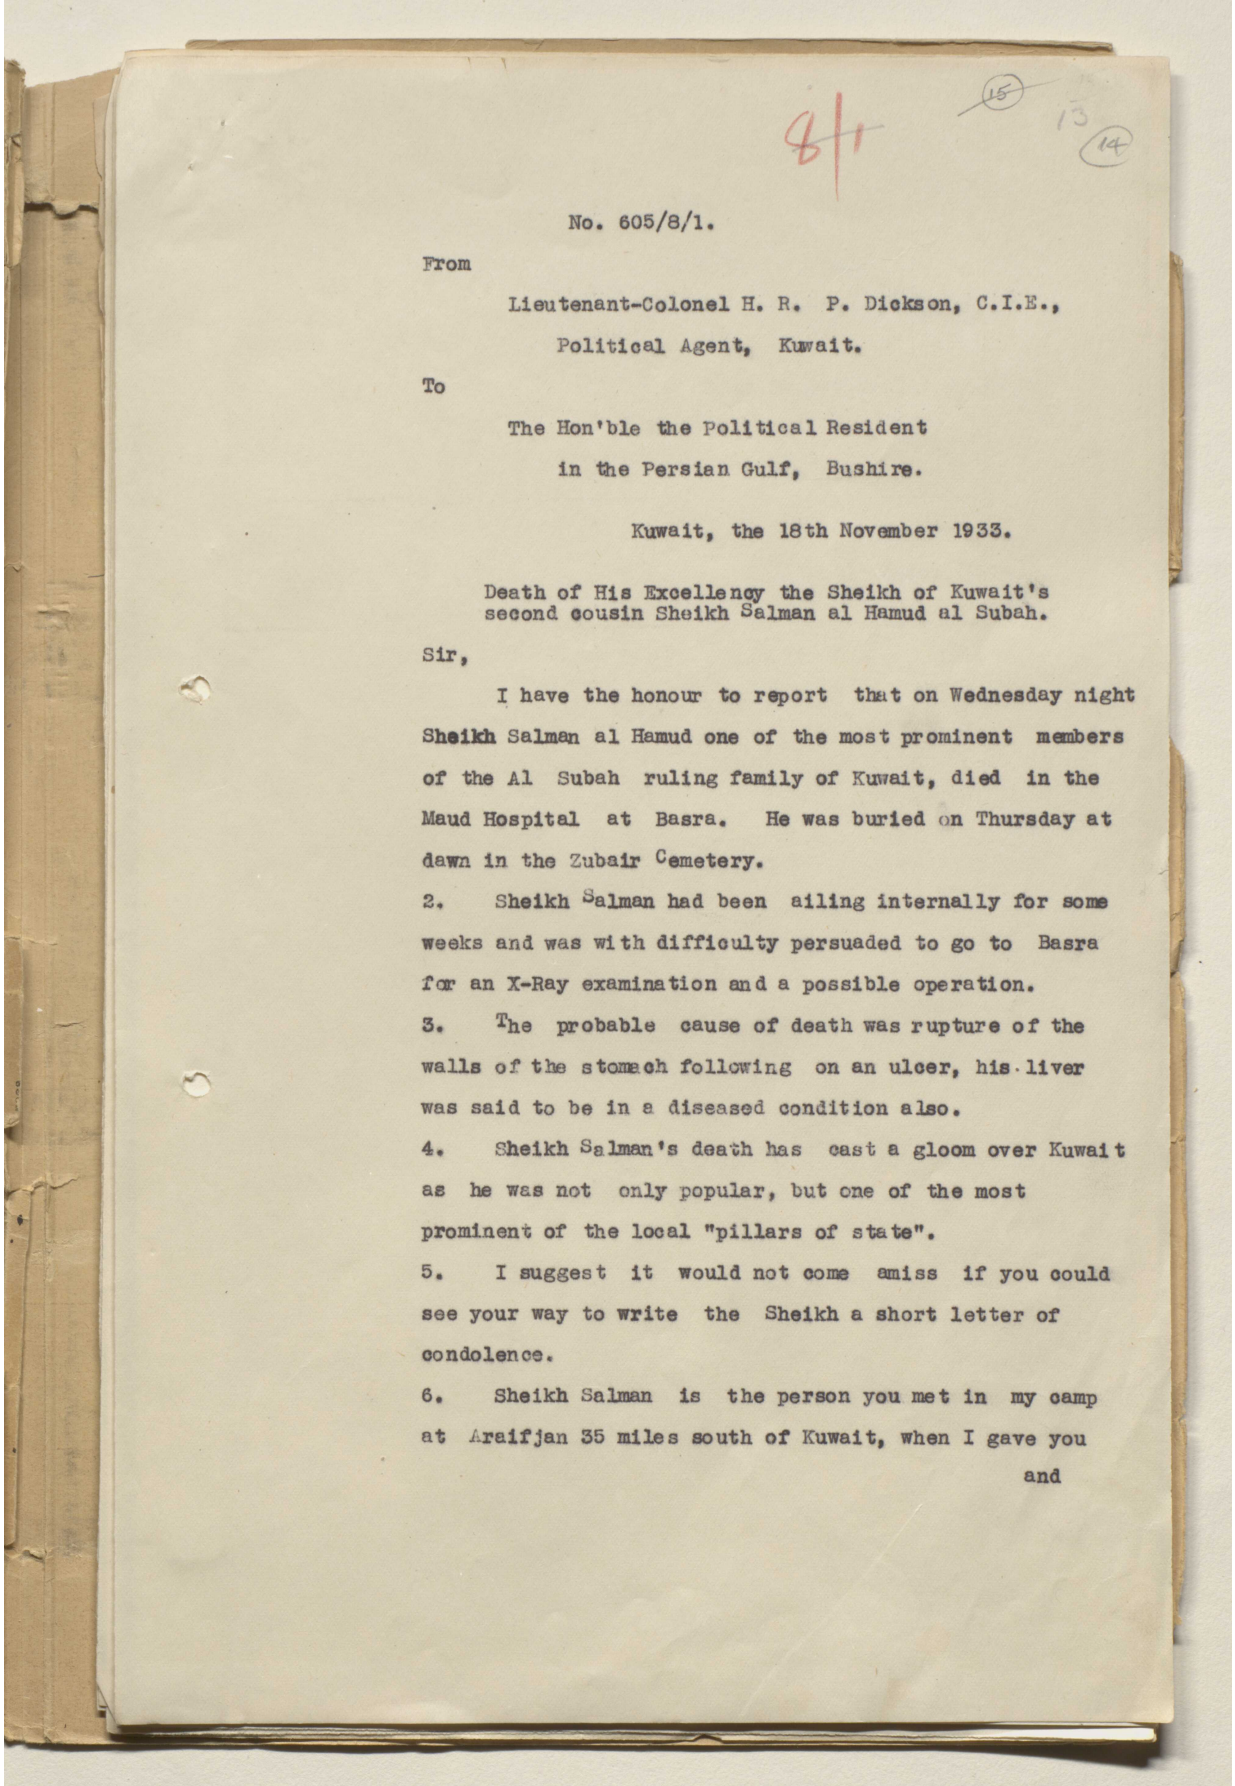 15
13
8/1
14
No. 605/8/1.
From
Lieutenant-Colonel H. R. P. Dickson, C.I.E.,
Political Agent, Kuwait.
To
The Hon'ble the Political Resident
in the Persian Gulf, Bushire.
Kuwait, the 18th November 1933.
Death of His Excellency the Sheikh of Kuwait's
second cousin Sheikh Salman al Hamud al Subah.
Sir,
I have the honour to report that on Wednesday night
Sheikh Salman al Hamud one of the most prominent members
of the Al Subah ruling family of Kuwait, died in the
Maud Hospital at Basra. He was buried on Thursday at
dawn in the Zubair Cemetery.
2. Sheikh Salman had been ailing internally for some
weeks and was with difficulty persuaded to go to Basra
for an X-Ray examination and a possible operation.
3. The probable cause of death was rupture of the
walls of the stomach following on an ulcer, his liver
was said to be in a diseased condition also.
4. Sheikh Salman's death has cast a gloom over Kuwait
as he was not only popular, but one of the most
prominent of the local "pillars of state".
5. I suggest it would not come amiss if you could
see your way to write the Sheikh a short letter of
condolence.
6. Sheikh Salman is the person you met in my camp
at Araifjan 35 miles south of Kuwait, when I gave you
and